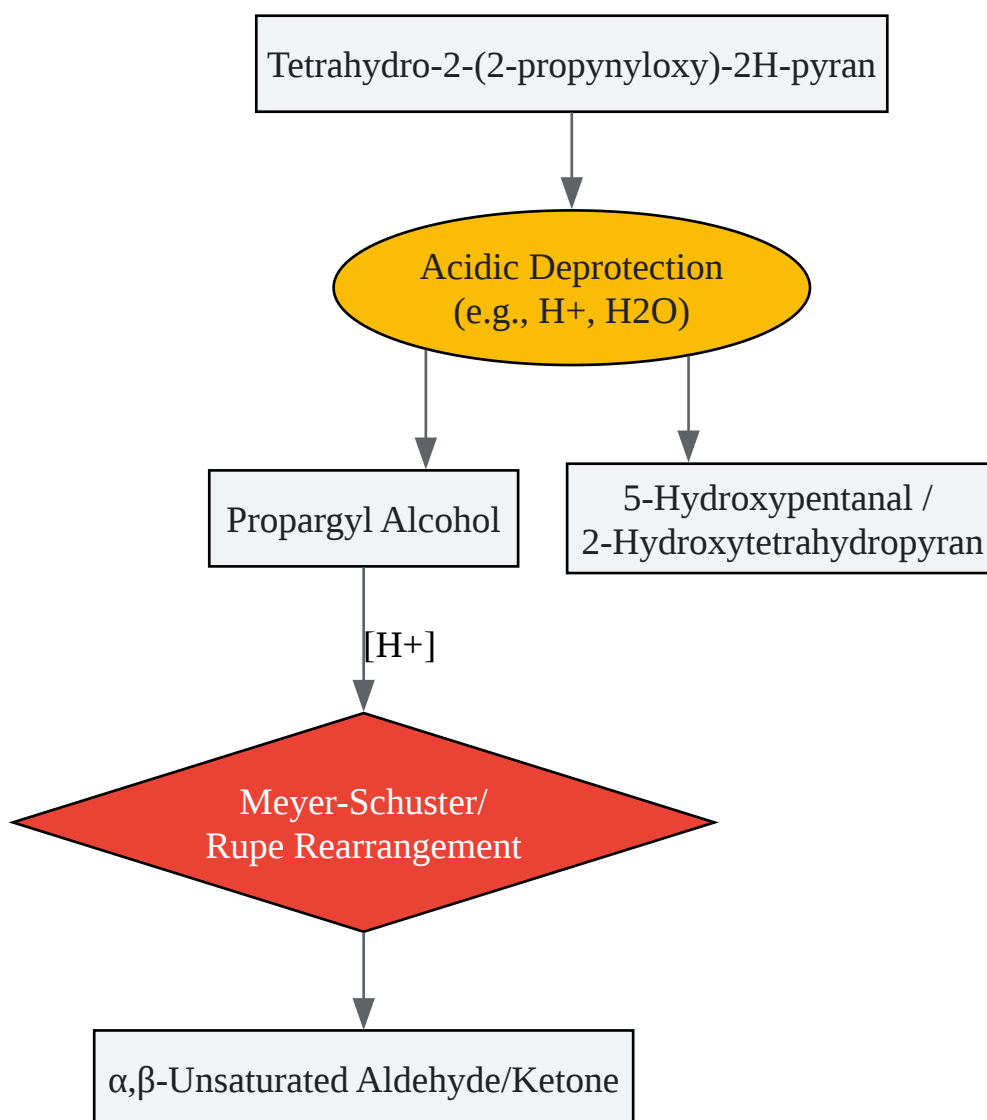 Tetrahydro-2-(2-propynyloxy)-2H-pyran
Acidic Deprotection
(e.g., H+, H2O)
Propargyl Alcohol
5-Hydroxypentanal /
2-Hydroxytetrahydropyran
[H+]
Meyer-Schuster/
Rupe Rearrangement
α,β-Unsaturated Aldehyde/Ketone